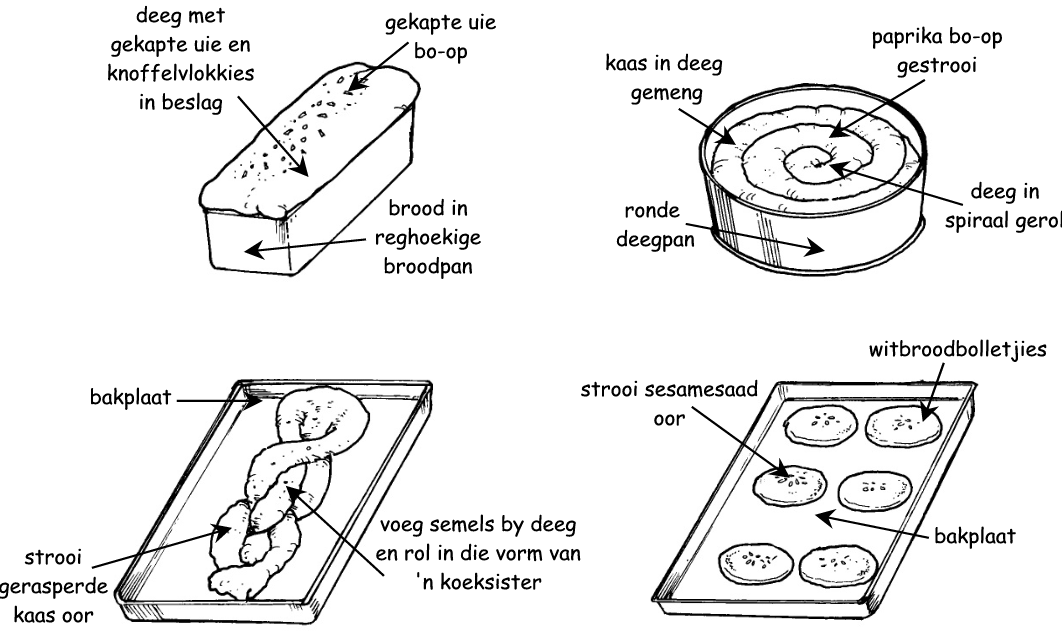 deeg met
gekapte uie en
knoffelvlokkies
in beslag
gekapte uie
bo-op
brood in
reghoekige
broodpan
kaas in deeg
gemeng
paprika bo-op
gestrooi
ronde
deegpan
deeg in
spiraal gerol
bakplaat
strooi
gerasperde
kaas oor
voeg semels by deeg
en rol in die vorm van
'n koeksister
witbroodbolletjies
strooi sesamesaad
oor
bakplaat